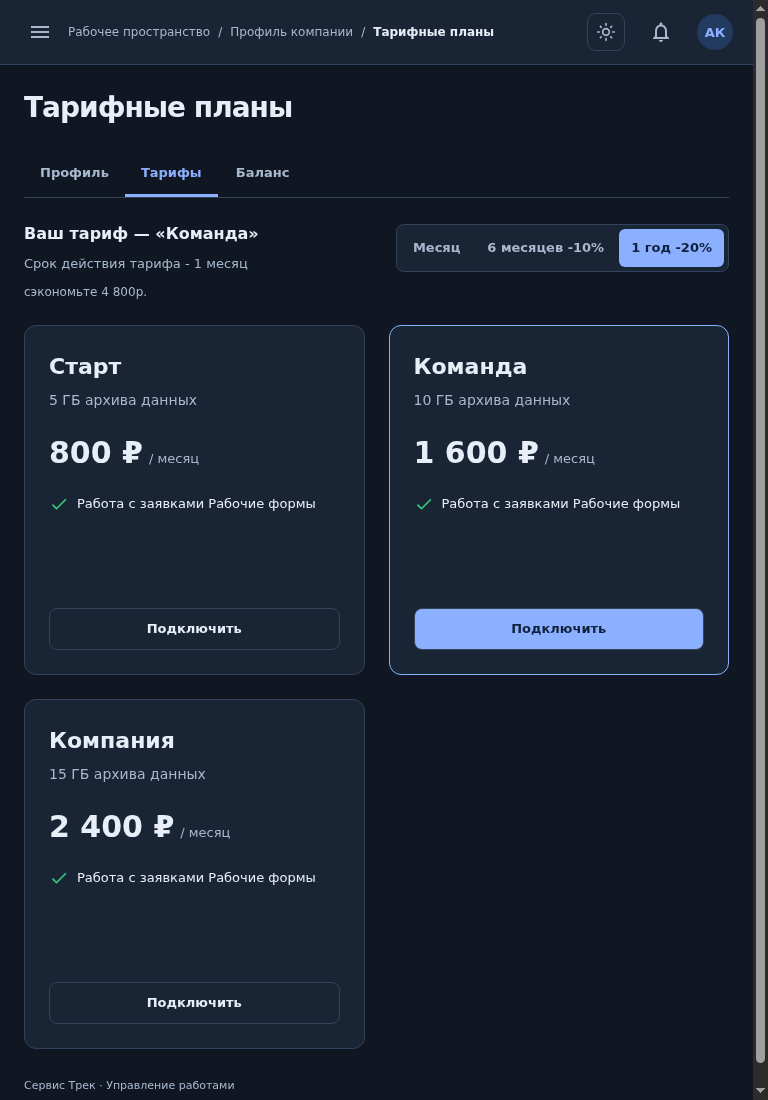 Рабочее пространство / Профиль компании / Тарифные планы
АК
Тарифные планы
Профиль Тарифы Баланс
Ваш тариф — «Команда»
Срок действия тарифа - 1 месяц
сэкономьте 4 800р.
Месяц 6 месяцев -10% 1 год -20%
Старт
5 ГБ архива данных
800 ₽ / месяц
Работа с заявками Рабочие формы
Подключить
Команда
10 ГБ архива данных
1 600 ₽ / месяц
Работа с заявками Рабочие формы
Подключить
Компания
15 ГБ архива данных
2 400 ₽ / месяц
Работа с заявками Рабочие формы
Подключить
Сервис Трек · Управление работами